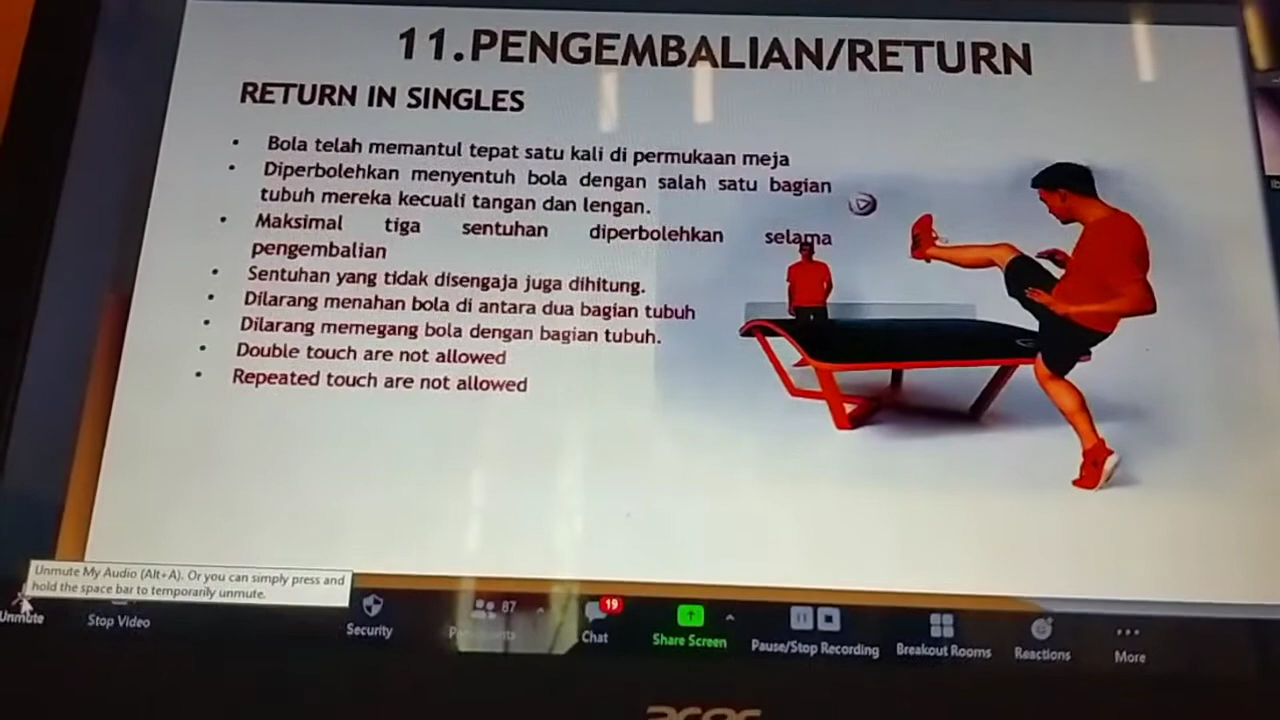 11.PENGEMBALIAN/RETURN
RETURN IN SINGLES
• Bola telah memantul tepat satu kali di permukaan meja
• Diperbolehkan menyentuh bola dengan salah satu bagian
tubuh mereka kecuali tangan dan lengan.
• Maksimal tiga sentuhan diperbolehkan selama
pengembalian
• Sentuhan yang tidak disengaja juga dihitung.
• Dilarang menahan bola di antara dua bagian tubuh
• Dilarang memegang bola dengan bagian tubuh.
• Double touch are not allowed
• Repeated touch are not allowed
Unmute My Audio (Alt+A). Or you can simply press and
hold the space bar to temporarily unmute.
Unmute
Stop Video
Security
87
Participants
19
Chat
Share Screen
Pause/Stop Recording
Breakout Rooms
Reactions
More
acer